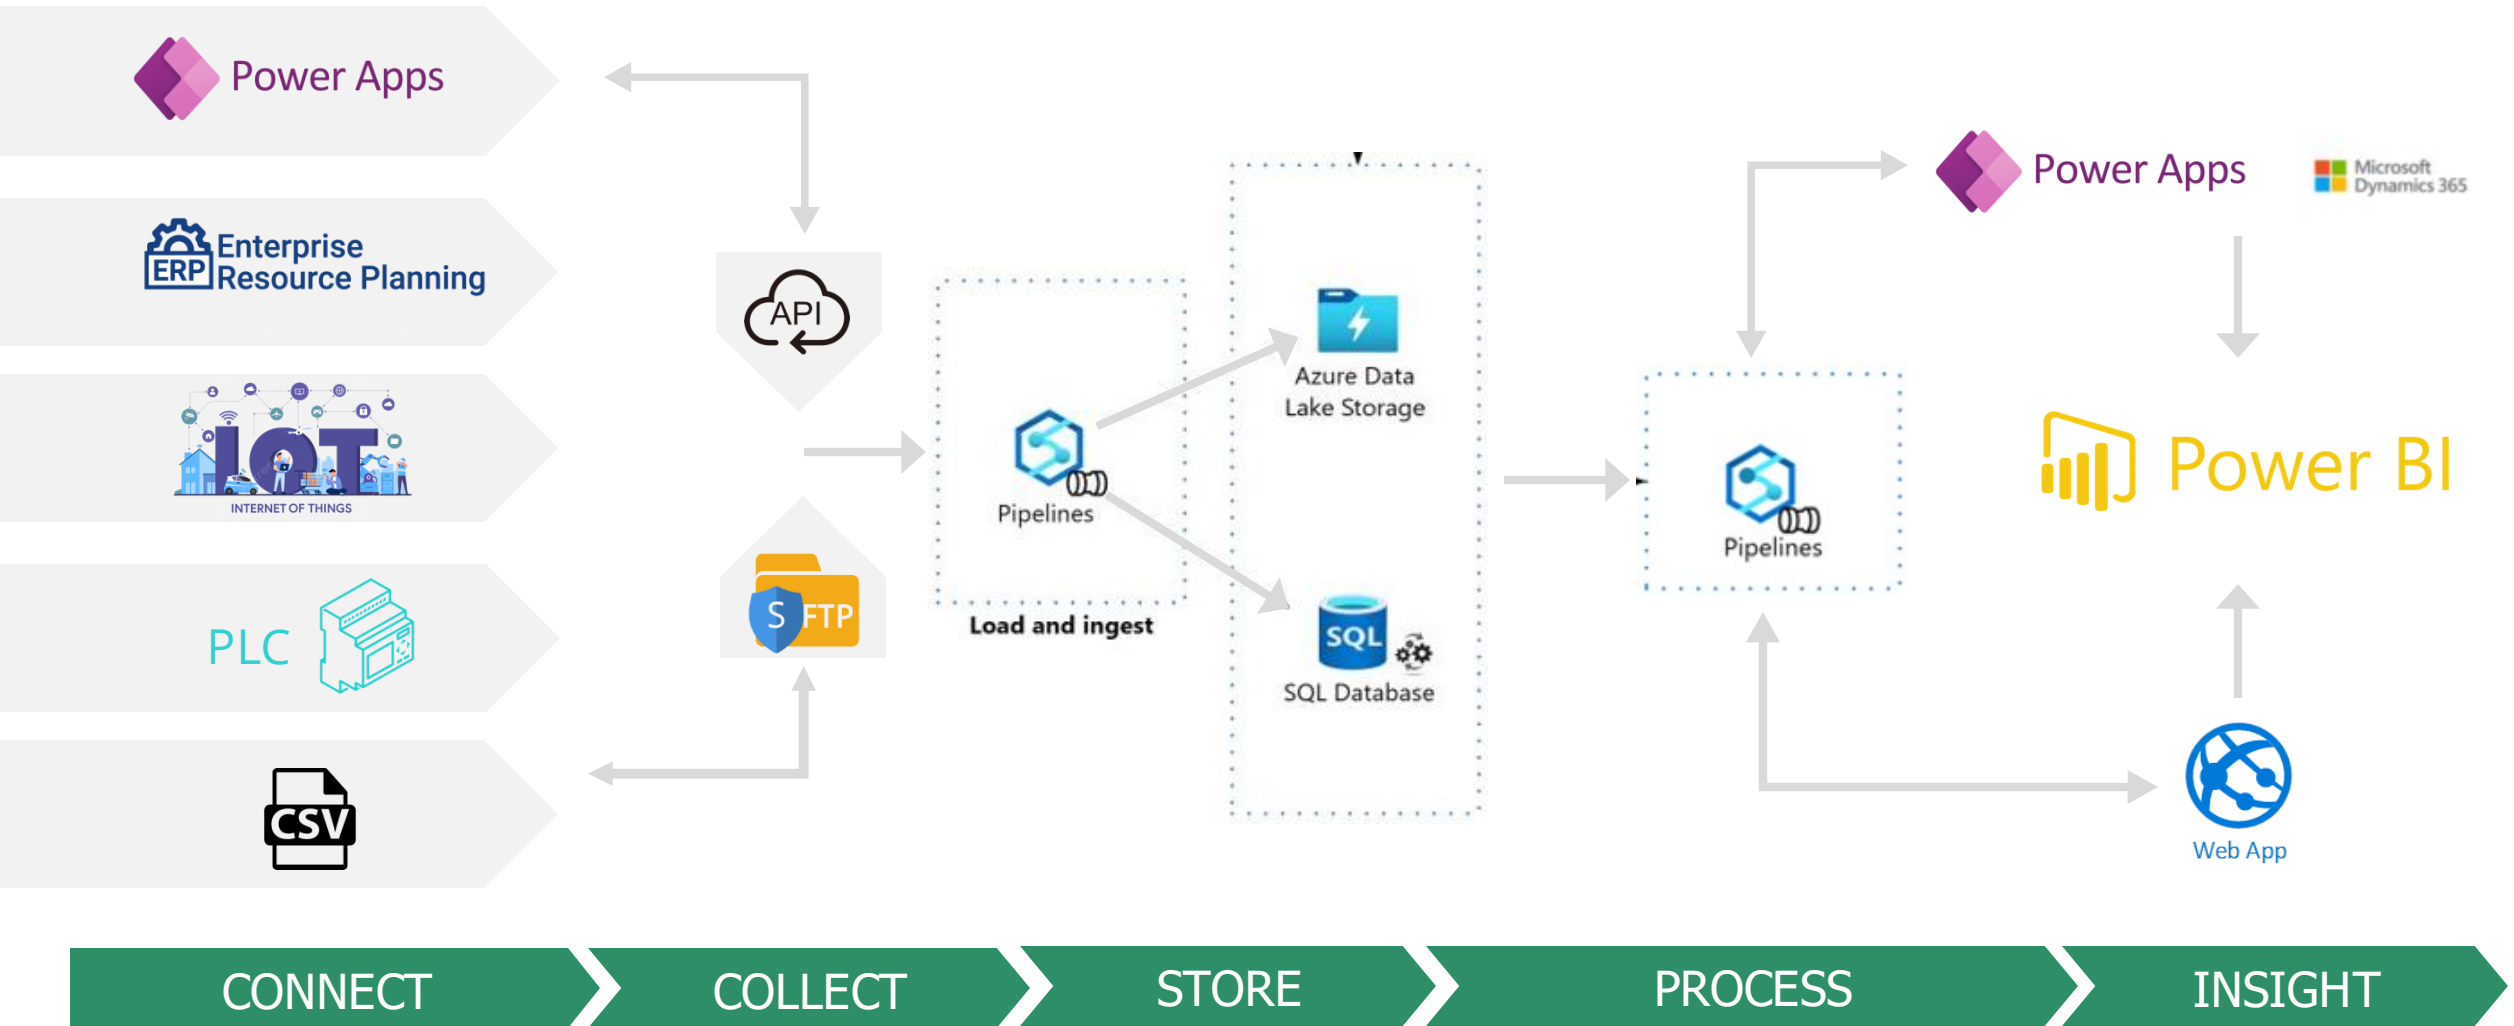 Power Apps
ERP
Enterprise
Resource Planning
IOT
INTERNET OF THINGS
PLC
CSV
API
S FTP
Pipelines
Load and ingest
Azure Data
Lake Storage
SQL
SQL Database
Pipelines
Power Apps
Microsoft
Dynamics 365
Power BI
Web App
CONNECT
COLLECT
STORE
PROCESS
INSIGHT